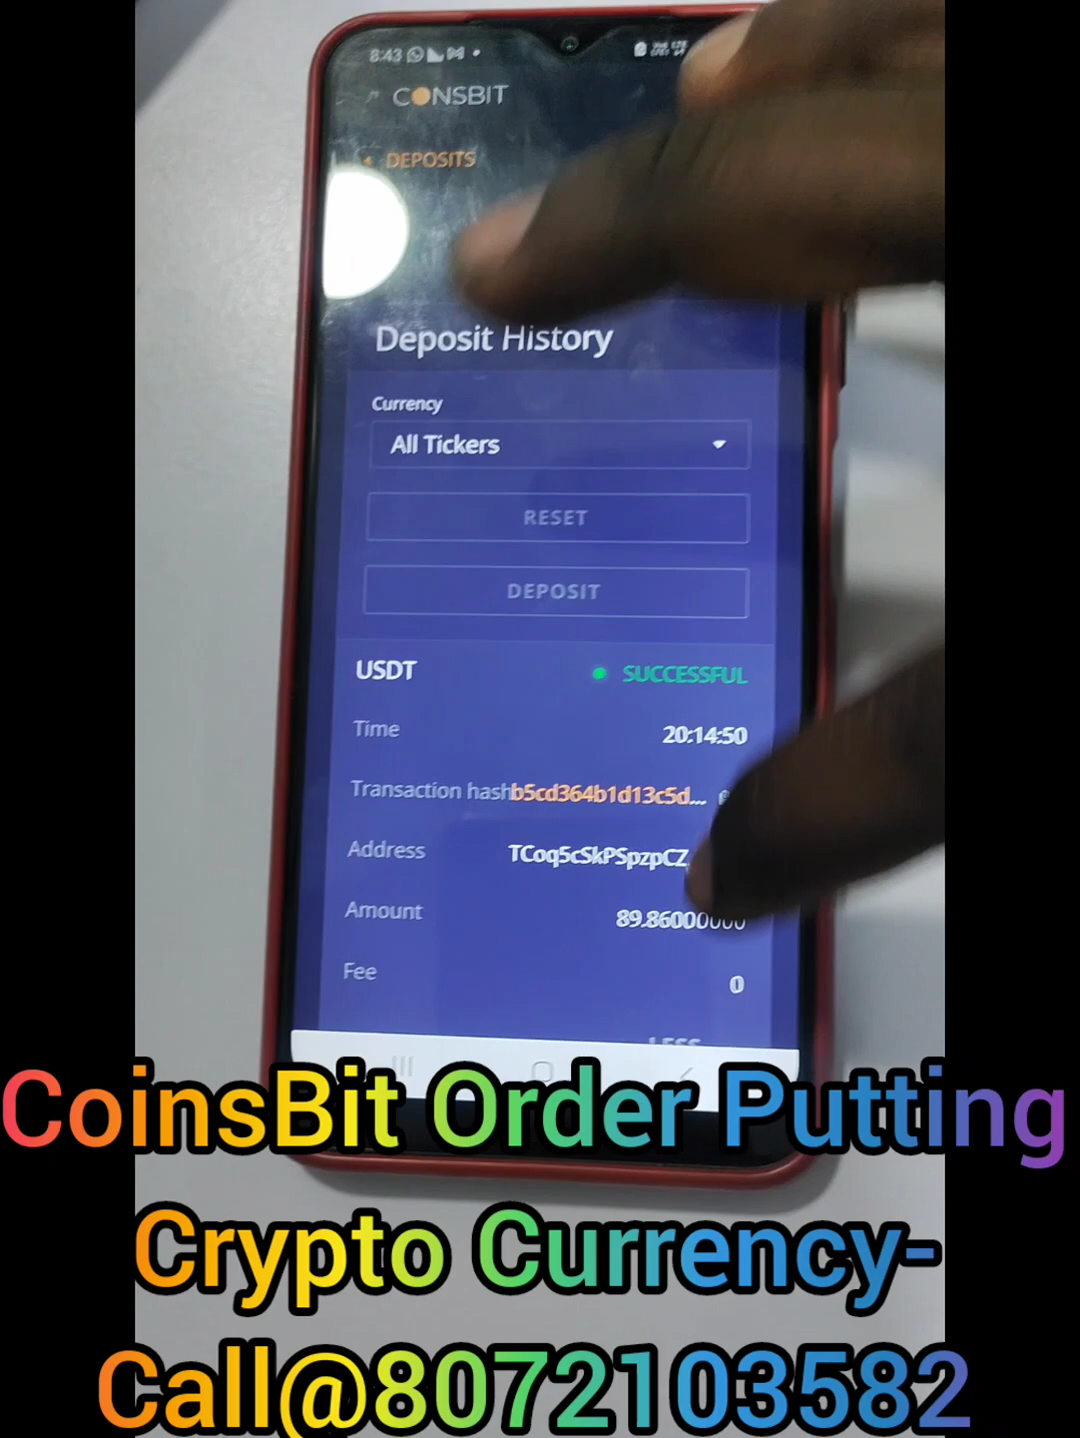 8:43
CONSBIT
DEPOSITS
Deposit History
Currency
All Tickers
RESET
DEPOSIT
USDT SUCCESSFUL
Time 20:14:50
Transaction hash b5cd364b1d13c5d...
Address TCoq5cSkPSpzpCZ
Amount 89.86000000
Fee 0
LESS
CoinsBit Order Putting
Crypto Currency-
Call@8072103582